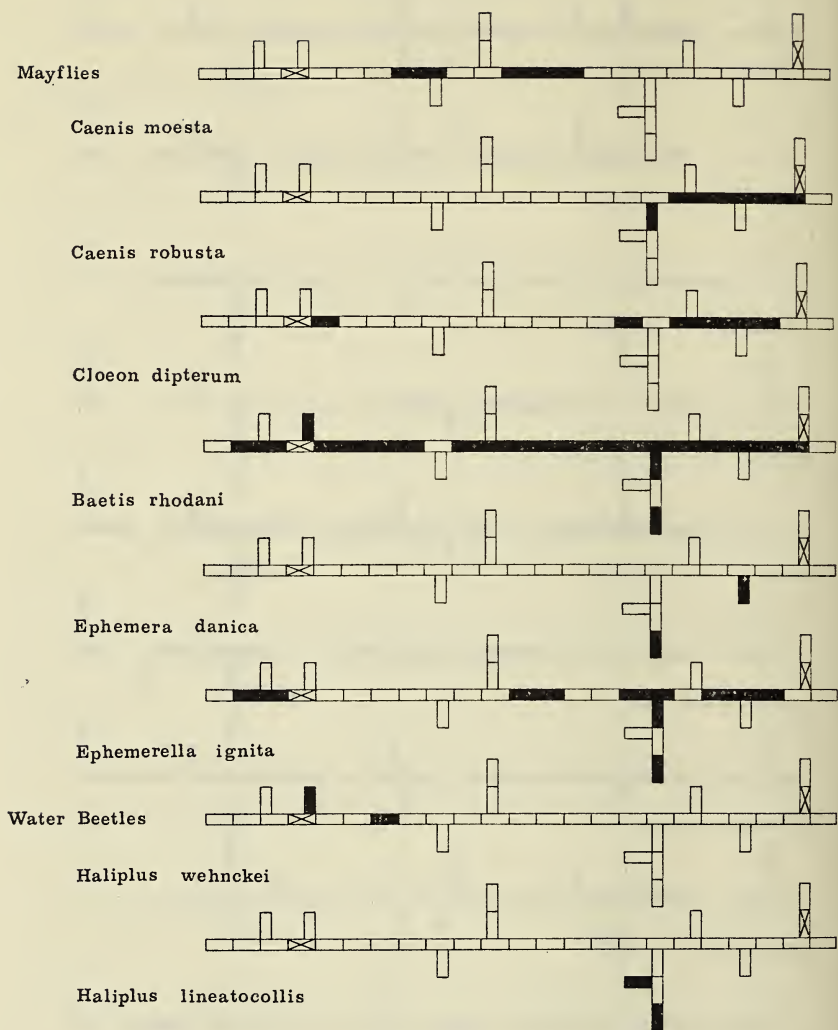 Mayflies
Caenis moesta
Caenis robusta
Cloeon dipterum
Baetis rhodani
Ephemera danica
Ephemerella ignita
Water Beetles
Haliplus wehnckei
Haliplus lineatocollis